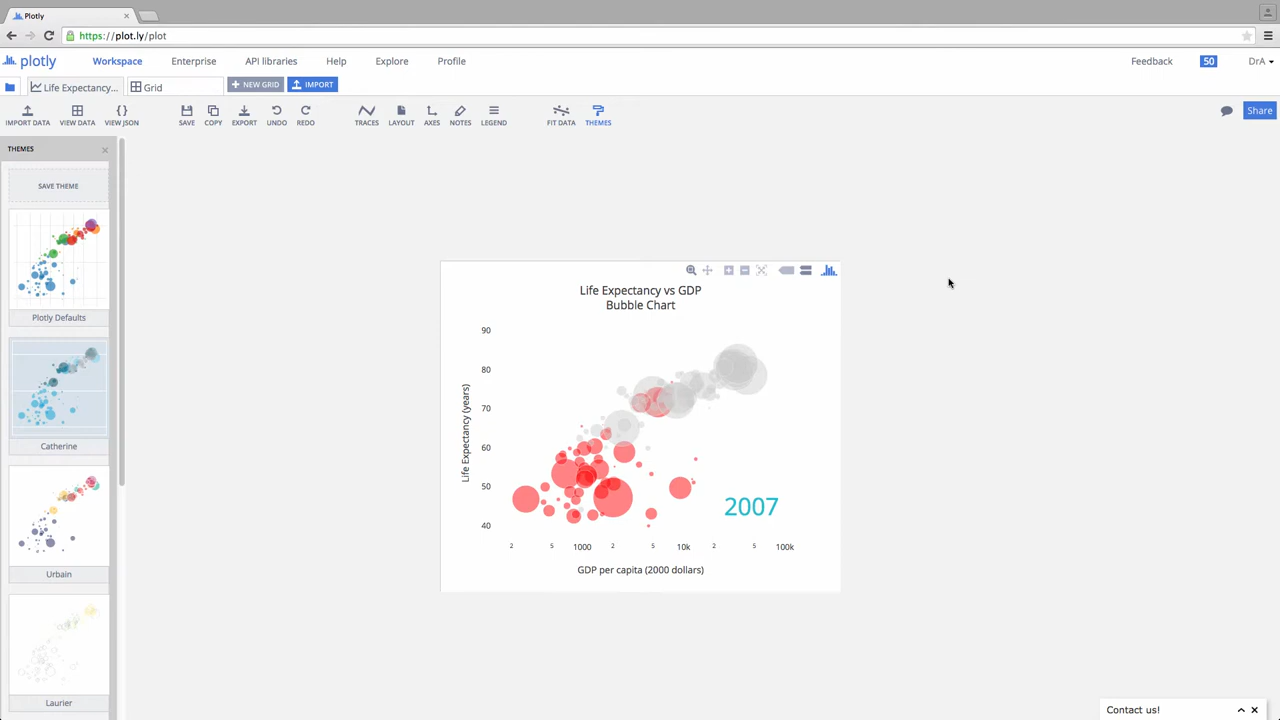 Plotly
https://plot.ly/plot
plotly
Workspace
Enterprise
API libraries
Help
Explore
Profile
Feedback
50
DrA
Life Expectancy...
Grid
NEW GRID
IMPORT
IMPORT DATA
VIEW DATA
VIEW JSON
SAVE
COPY
EXPORT
UNDO
REDO
TRACES
LAYOUT
AXES
NOTES
LEGEND
FIT DATA
THEMES
Share
THEMES
SAVE THEME
Plotly Defaults
Catherine
Urbain
Laurier
Life Expectancy vs GDP
Bubble Chart
Life Expectancy (years)
90
80
70
60
50
40
2007
2
5
1000
2
5
10k
2
5
100k
GDP per capita (2000 dollars)
Contact us!